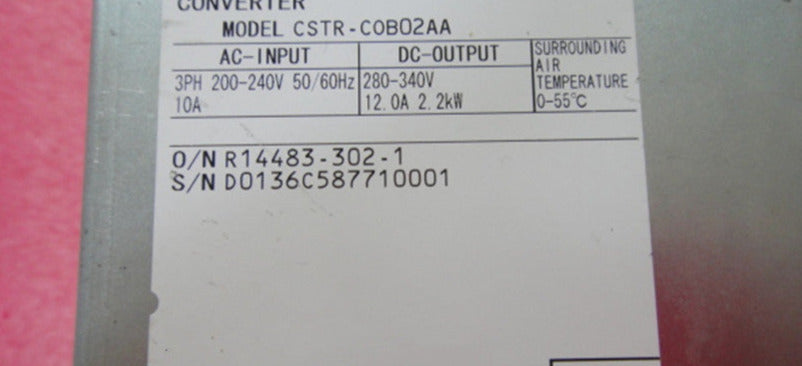 CONVERTER
MODEL CSTR-COB02AA
AC-INPUT DC-OUTPUT SURROUNDING
AIR
TEMPERATURE
0-55℃
3PH 200-240V 50/60Hz 280-340V
10A 12.0A 2.2kW
O/N R14483-302-1
S/N D0136C587710001